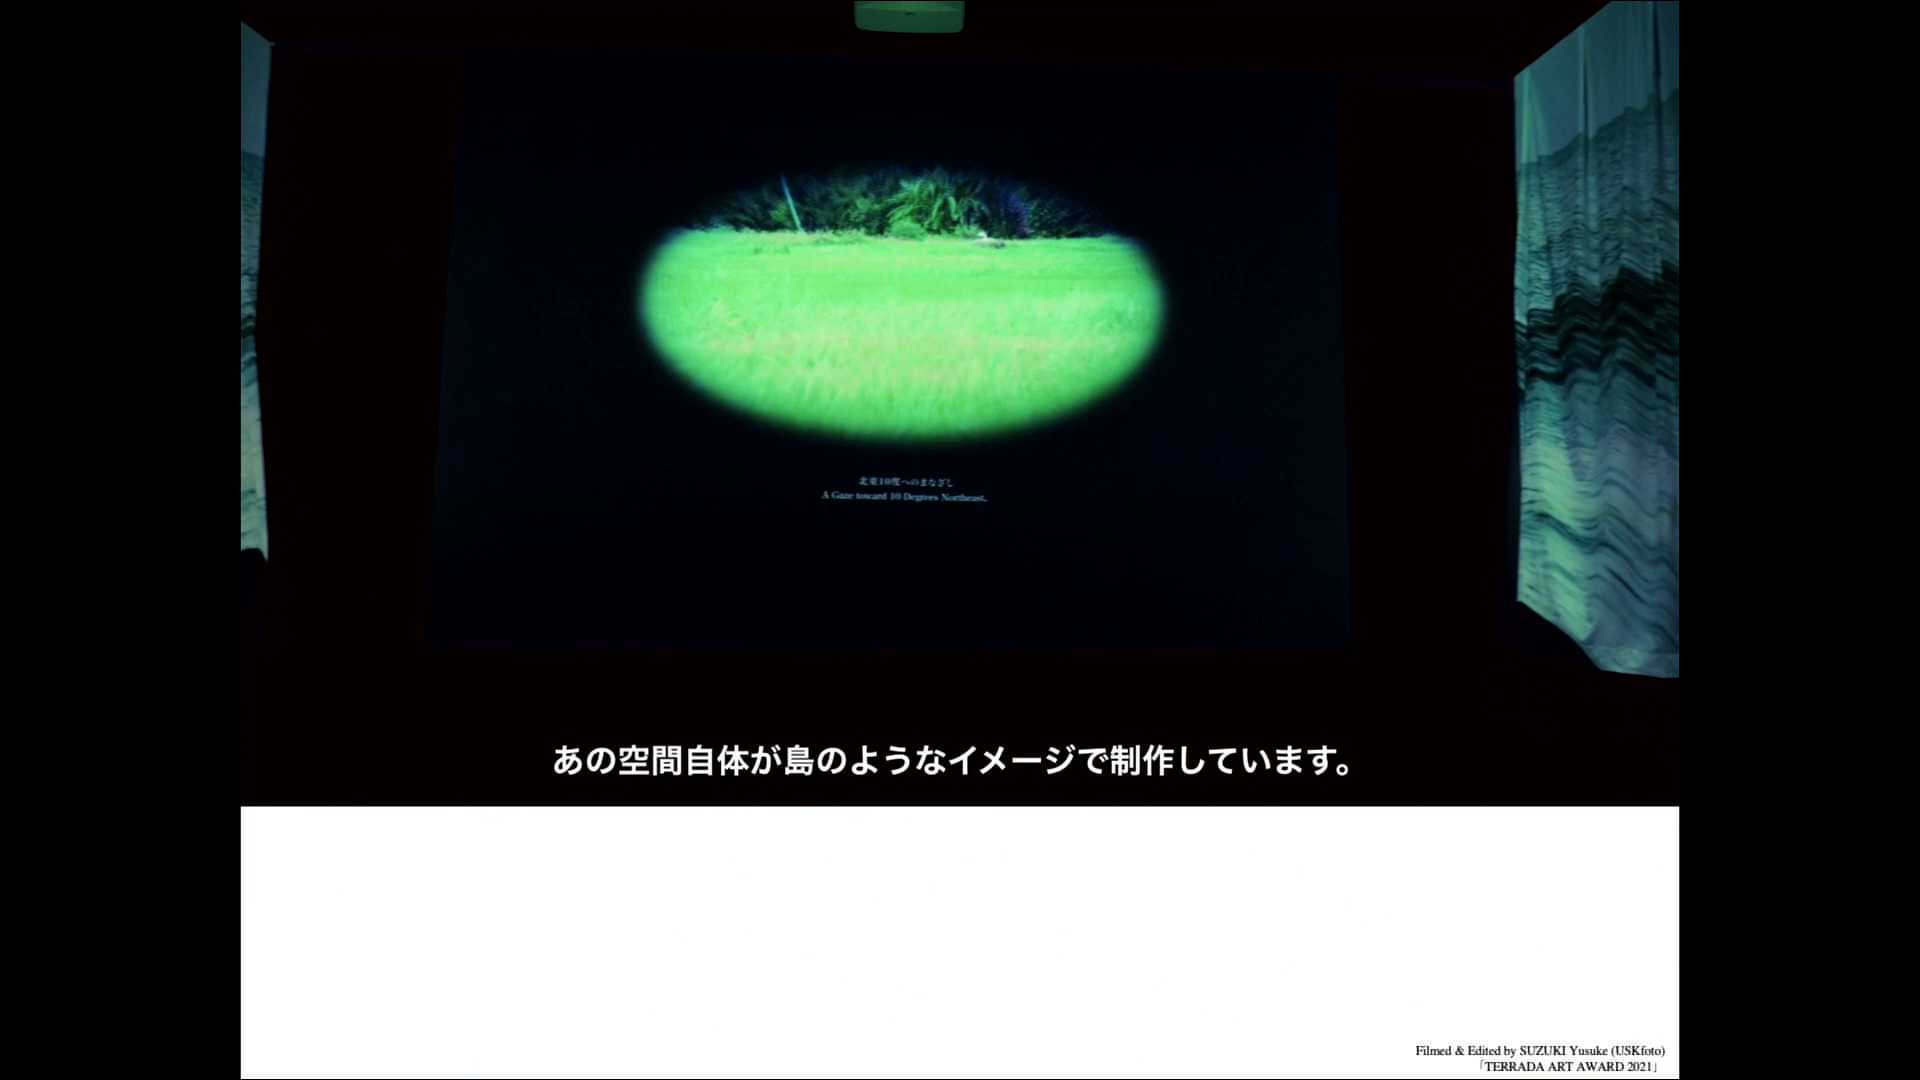 北東10度へのまなざし
A Gaze toward 10 Degrees Northeast.
あの空間自体が島のようなイメージで制作しています。
Filmed & Edited by SUZUKI Yusuke (USKfoto)
「TERRADA ART AWARD 2021」